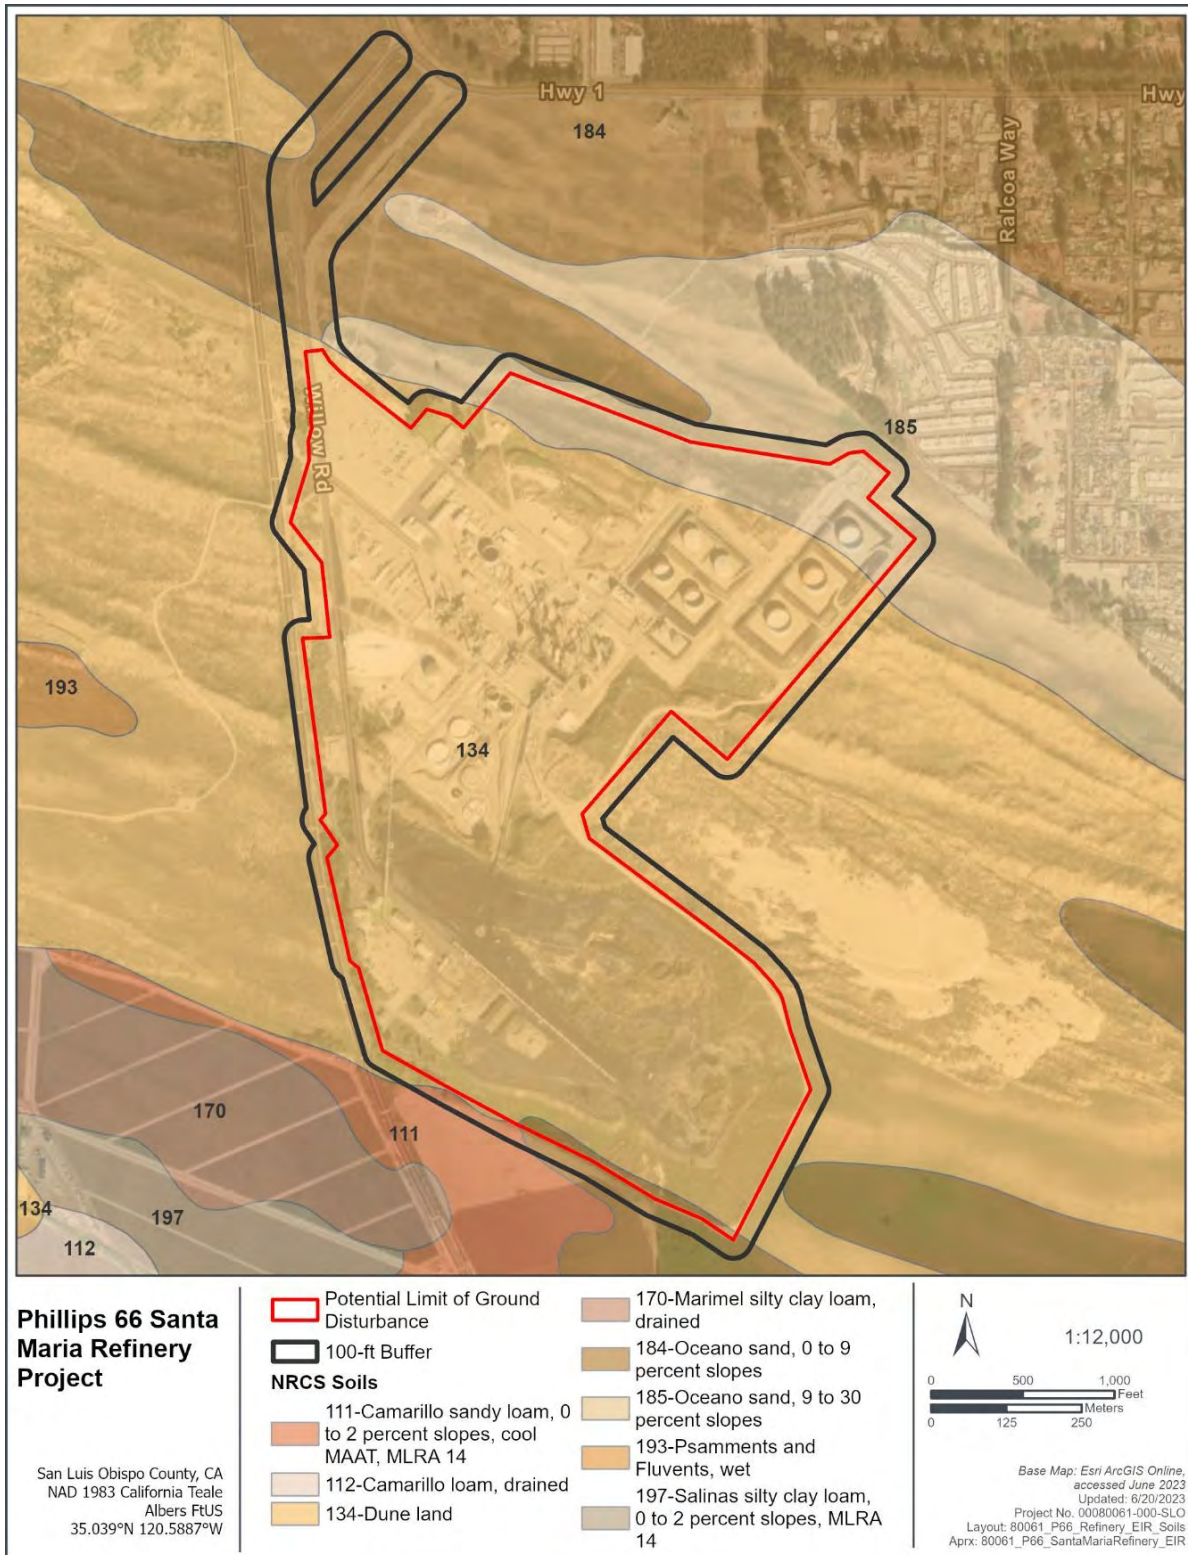 Hwy 1
Hwy
184
Ralcoa Way
185
Willow Rd
193
134
170
111
134
197
112
Phillips 66 Santa
Maria Refinery
Project
San Luis Obispo County, CA
NAD 1983 California Teale
Albers FtUS
35.039°N 120.5887°W
Potential Limit of Ground
Disturbance
100-ft Buffer
NRCS Soils
111-Camarillo sandy loam, 0
to 2 percent slopes, cool
MAAT, MLRA 14
112-Camarillo loam, drained
134-Dune land
170-Marimel silty clay loam,
drained
184-Oceano sand, 0 to 9
percent slopes
185-Oceano sand, 9 to 30
percent slopes
193-Psamments and
Fluvents, wet
197-Salinas silty clay loam,
0 to 2 percent slopes, MLRA
14
N
1:12,000
0 500 1,000
Feet
Meters
0 125 250
Base Map: Esri ArcGIS Online,
accessed June 2023
Updated: 6/20/2023
Project No. 00080061-000-SLO
Layout: 80061_P66_Refinery_EIR_Soils
Aprx: 80061_P66_SantaMariaRefinery_EIR